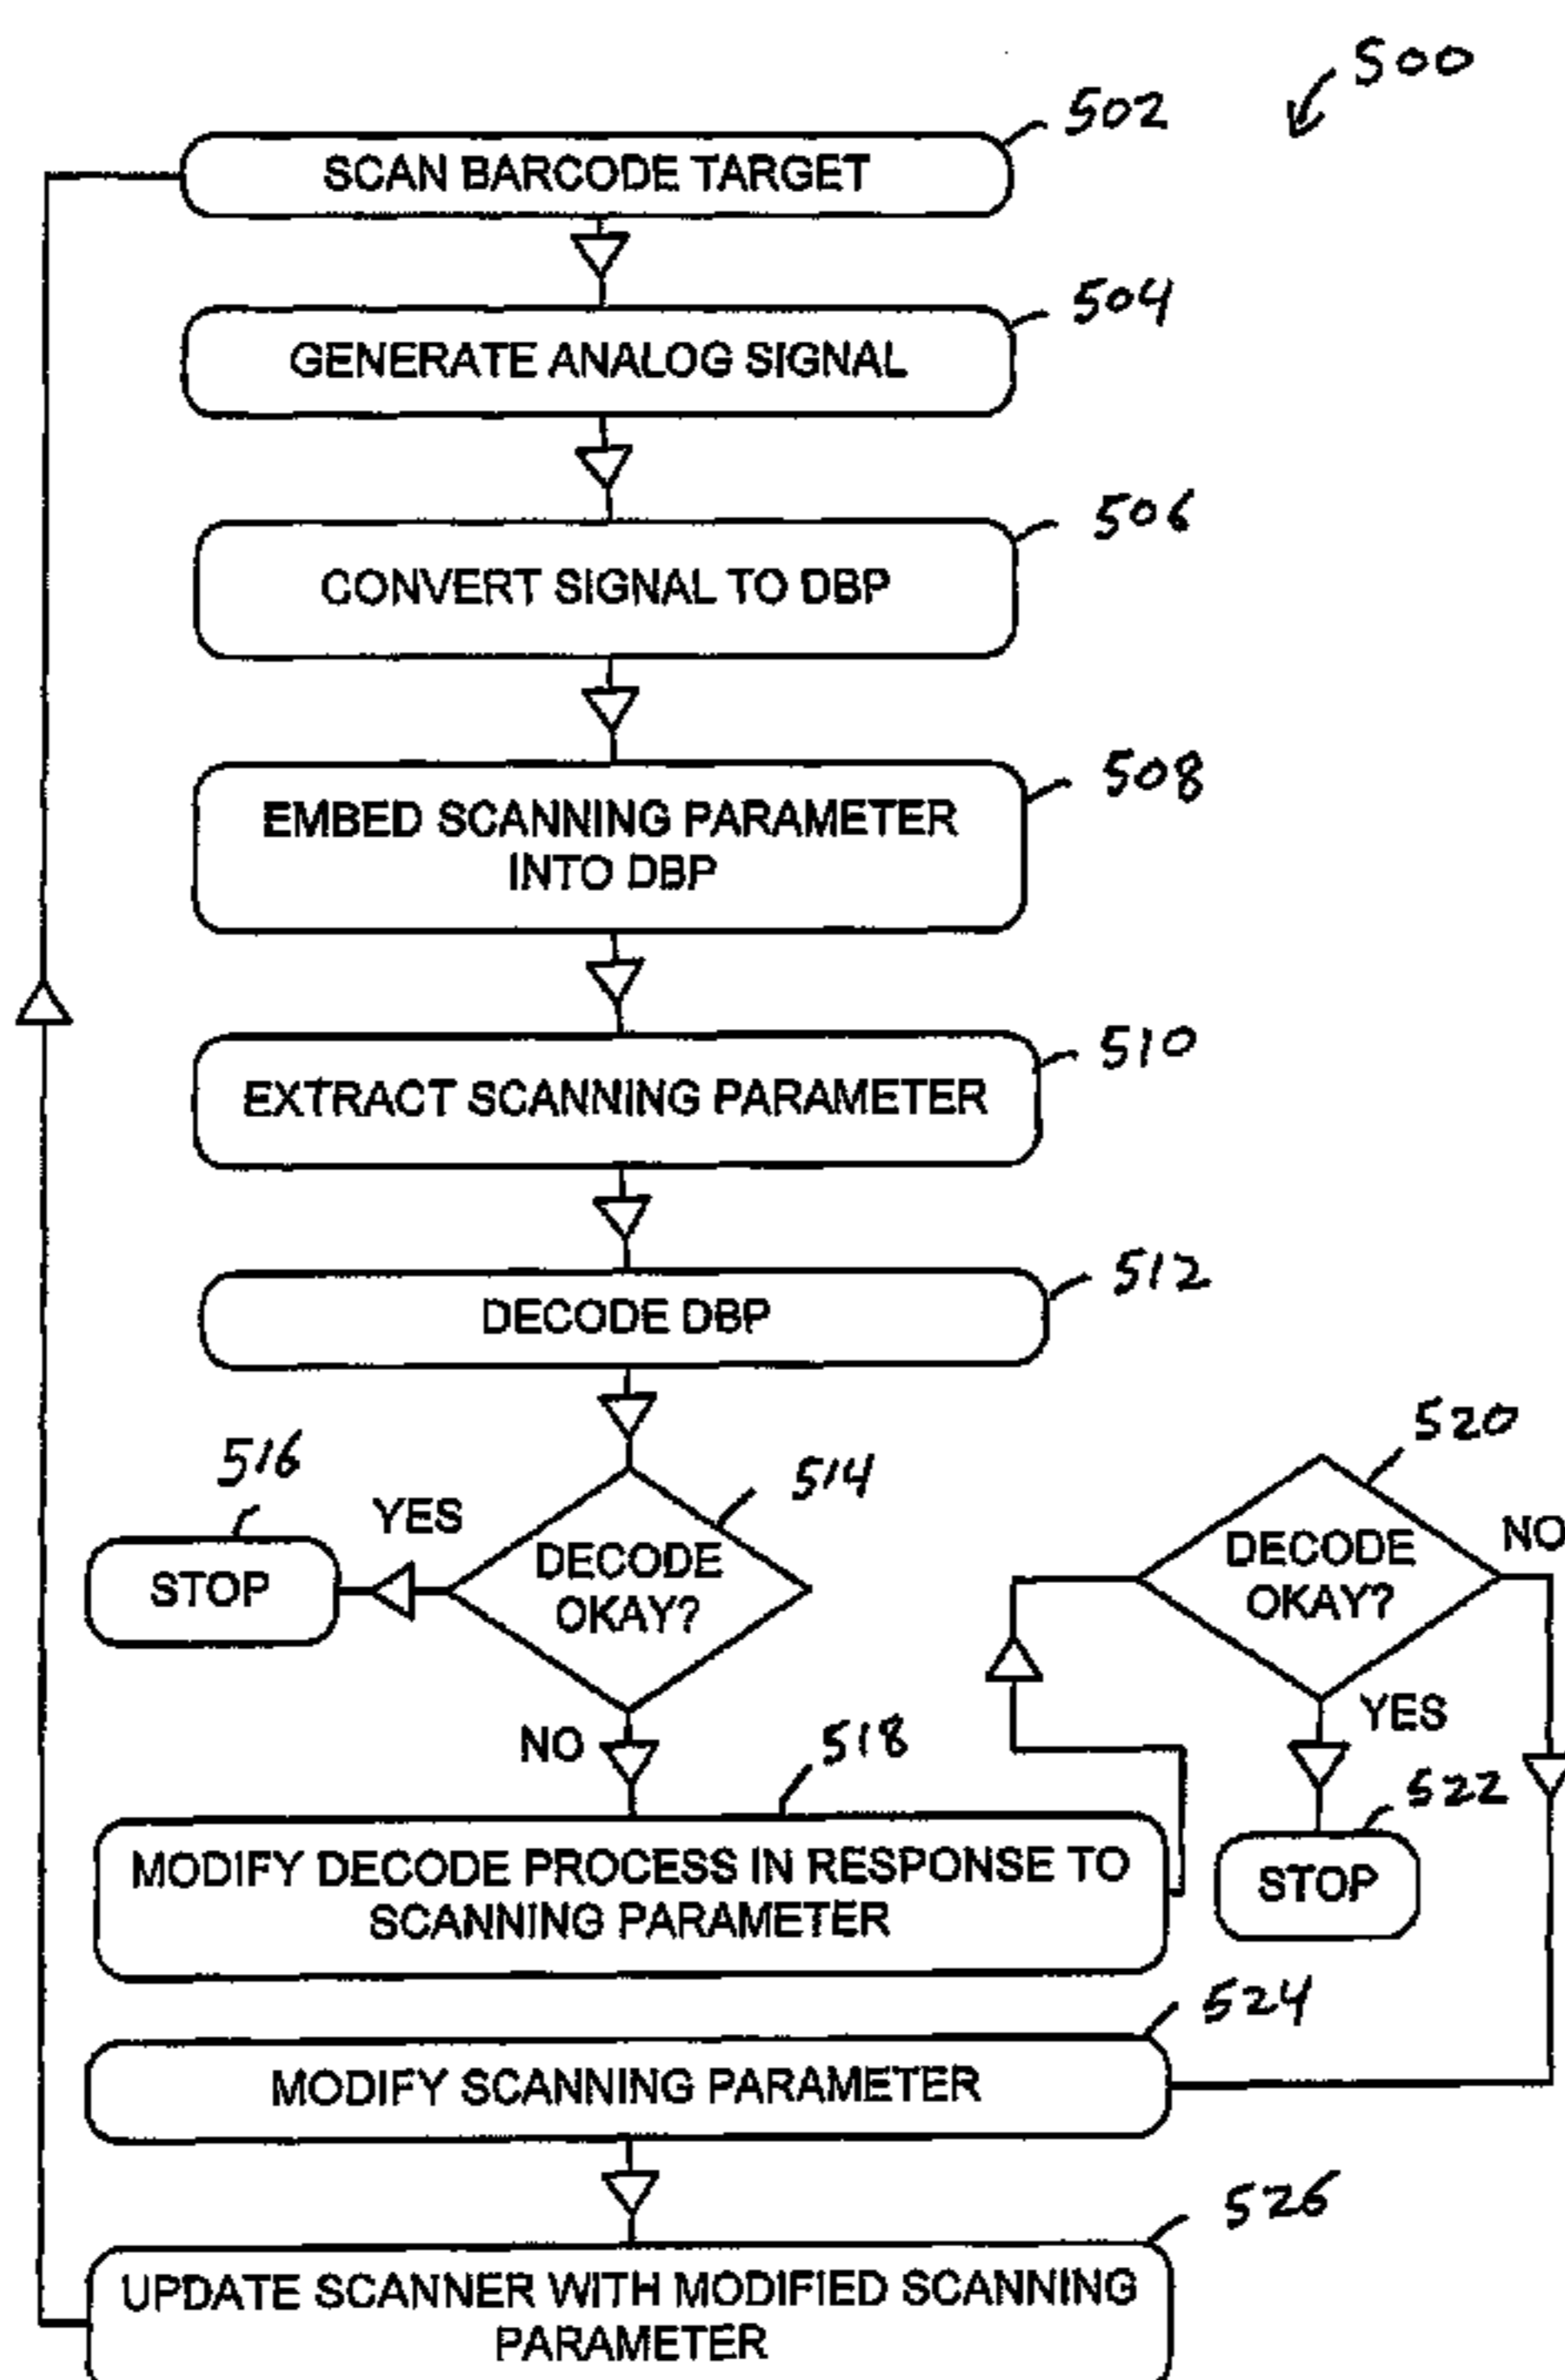 500
502
SCAN BARCODE TARGET
504
GENERATE ANALOG SIGNAL
506
CONVERT SIGNAL TO DBP
508
EMBED SCANNING PARAMETER
INTO DBP
510
EXTRACT SCANNING PARAMETER
512
DECODE DBP
516
YES
514
520
STOP
DECODE
OKAY?
DECODE
OKAY?
NO
NO
518
YES
522
MODIFY DECODE PROCESS IN RESPONSE TO
SCANNING PARAMETER
STOP
524
MODIFY SCANNING PARAMETER
526
UPDATE SCANNER WITH MODIFIED SCANNING
PARAMETER